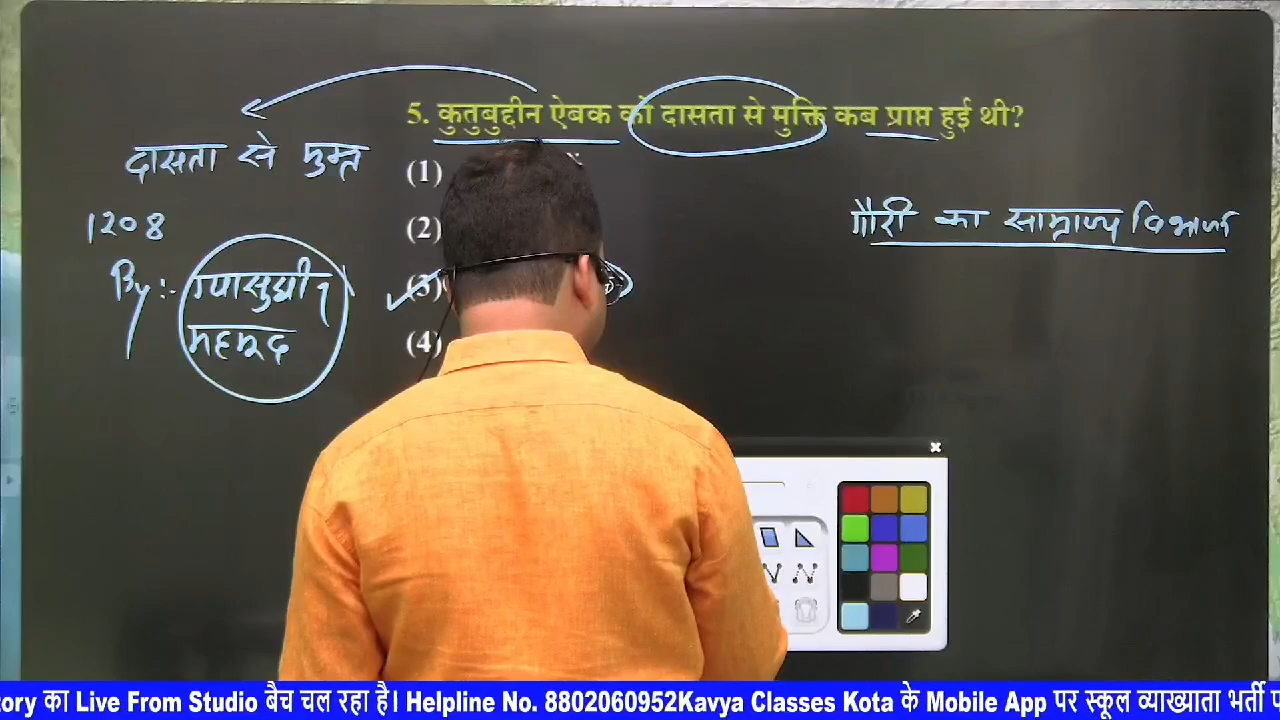 5. कुतुबुद्दीन ऐबक को दासता से मुक्ति कब प्राप्त हुई थी?
दासता से मुक्त
(1)
1208
(2)
गौरी का साम्राज्य विभाजन
By :- ग्यासुद्दीन
महमूद
(3)
(4)
tory का Live From Studio बैच चल रहा है। Helpline No. 8802060952Kavya Classes Kota के Mobile App पर स्कूल व्याख्याता भर्ती